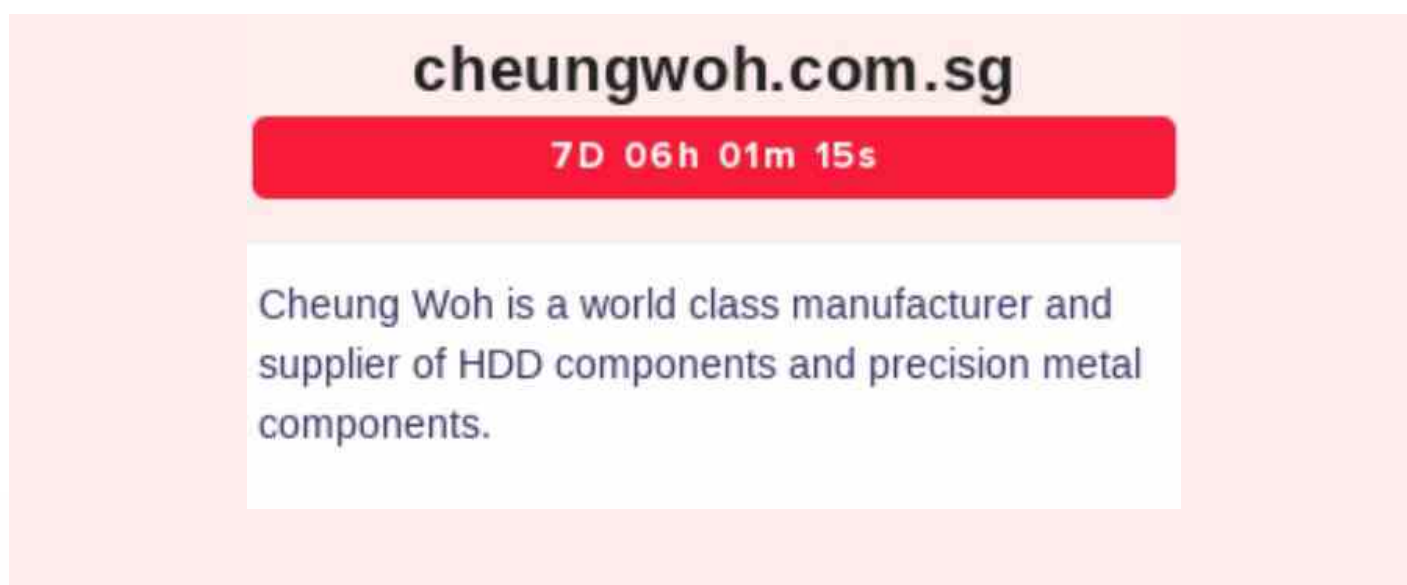 cheungwoh.com.sg
7D 06h 01m 15s
Cheung Woh is a world class manufacturer and
supplier of HDD components and precision metal
components.